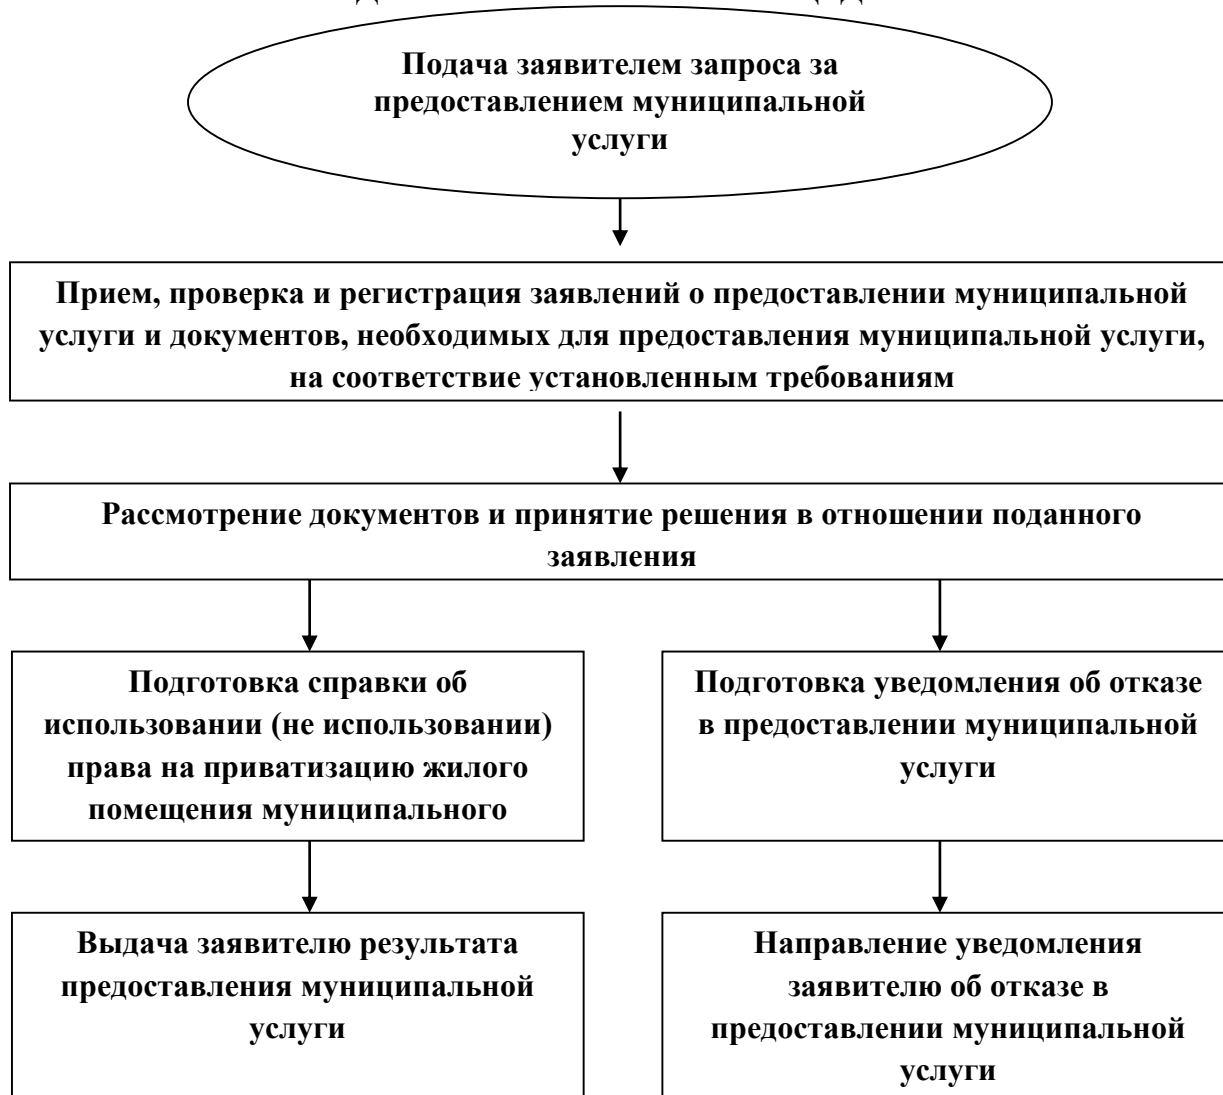 Подача заявителем запроса за
предоставлением муниципальной
услуги
Прием, проверка и регистрация заявлений о предоставлении муниципальной
услуги и документов, необходимых для предоставления муниципальной услуги,
на соответствие установленным требованиям
Рассмотрение документов и принятие решения в отношении поданного
заявления
Подготовка справки об
использовании (не использовании)
права на приватизацию жилого
помещения муниципального
Подготовка уведомления об отказе
в предоставлении муниципальной
услуги
Выдача заявителю результата
предоставления муниципальной
услуги
Направление уведомления
заявителю об отказе в
предоставлении муниципальной
услуги